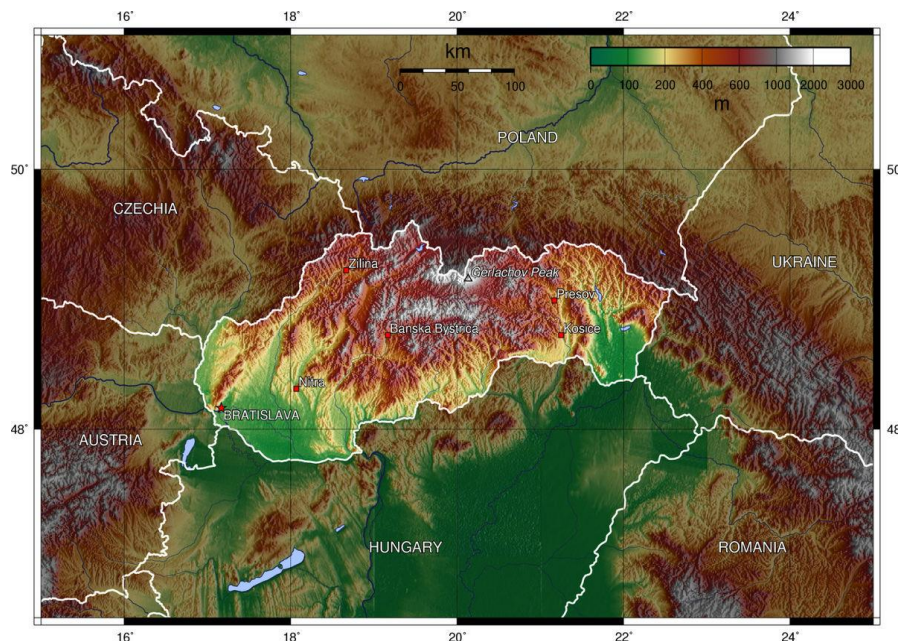 16 18 20 22 24
km
0 50 100
0 100 200 400 600 1000 2000 3000
m
POLAND
50 50
CZECHIA
UKRAINE
Zilina
Gerlachov Peak
Presov
Banska Bystrica
Kosice
Nitra
BRATISLAVA
48 48
AUSTRIA
HUNGARY
ROMANIA
16 18 20 22 24